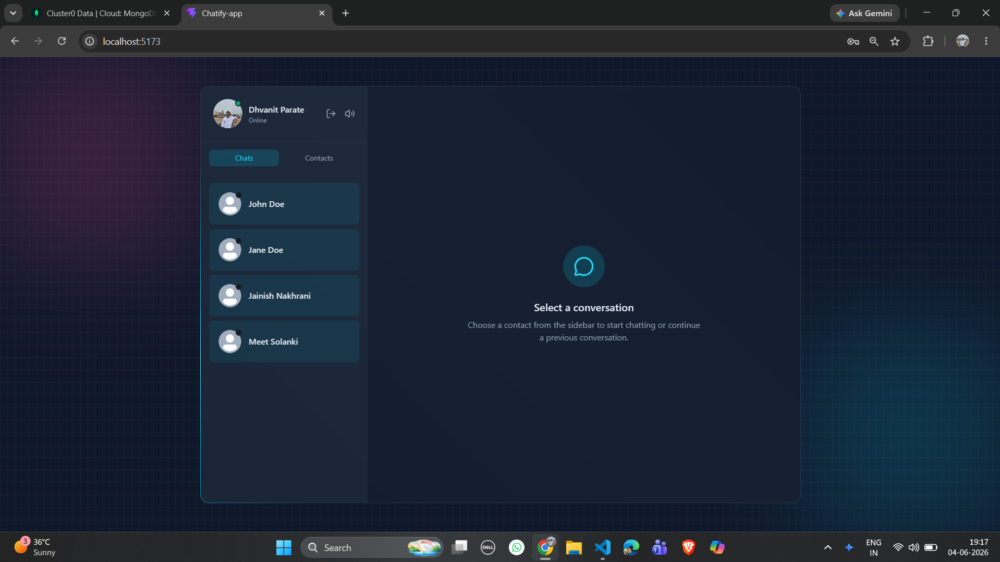 Cluster0 Data | Cloud: MongoD
Chatify-app
Ask Gemini
localhost:5173
Dhvanit Parate
Online
Chats
Contacts
John Doe
Jane Doe
Jainish Nakhrani
Meet Solanki
Select a conversation
Choose a contact from the sidebar to start chatting or continue
a previous conversation.
3
36°C
Sunny
Search
DELL
T
ENG
IN
19:17
04-06-2026